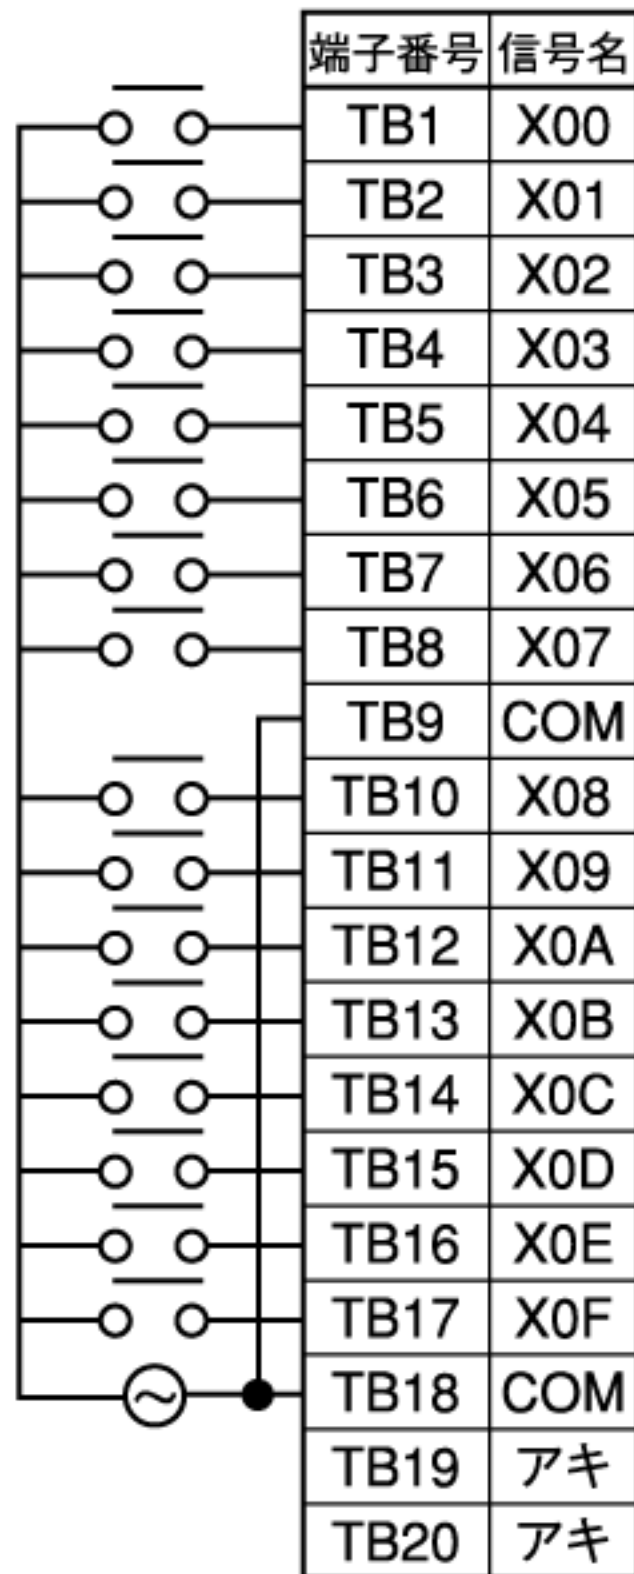 端子番号 信号名
TB1 X00
TB2 X01
TB3 X02
TB4 X03
TB5 X04
TB6 X05
TB7 X06
TB8 X07
TB9 COM
TB10 X08
TB11 X09
TB12 X0A
TB13 X0B
TB14 X0C
TB15 X0D
TB16 X0E
TB17 X0F
TB18 COM
TB19 アキ
TB20 アキ